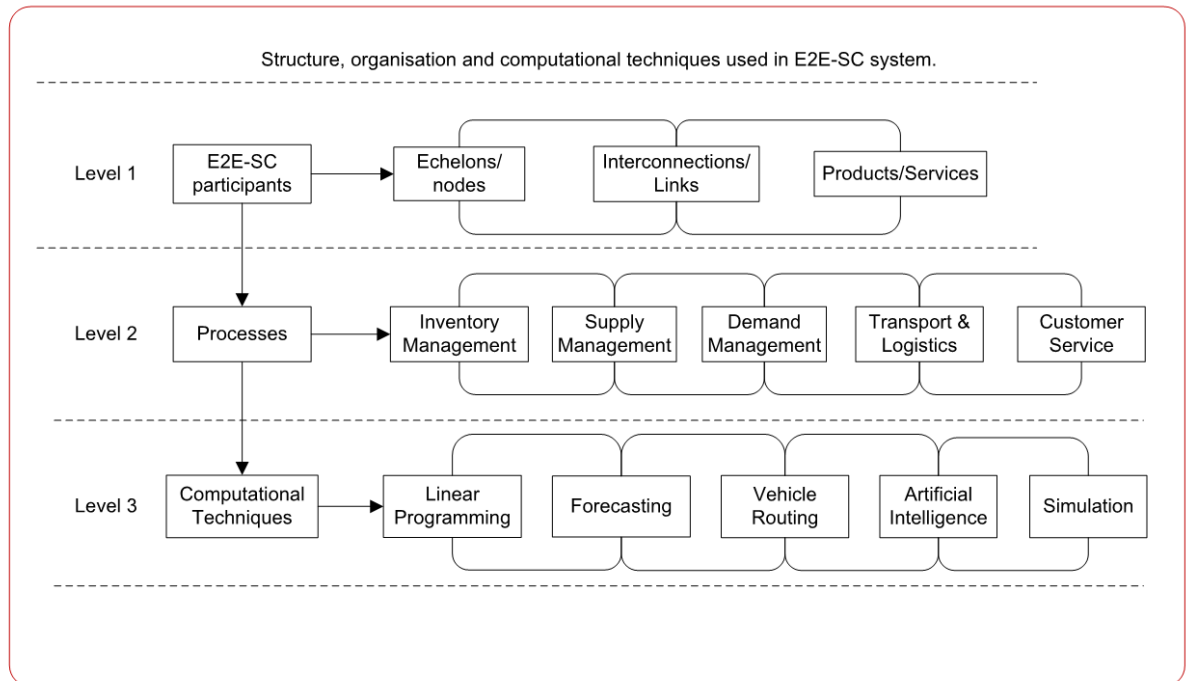 Structure, organisation and computational techniques used in E2E-SC system.
Level 1
E2E-SC
participants
Echelons/
nodes
Interconnections/
Links
Products/Services
Level 2
Processes
Inventory
Management
Supply
Management
Demand
Management
Transport &
Logistics
Customer
Service
Level 3
Computational
Techniques
Linear
Programming
Forecasting
Vehicle
Routing
Artificial
Intelligence
Simulation